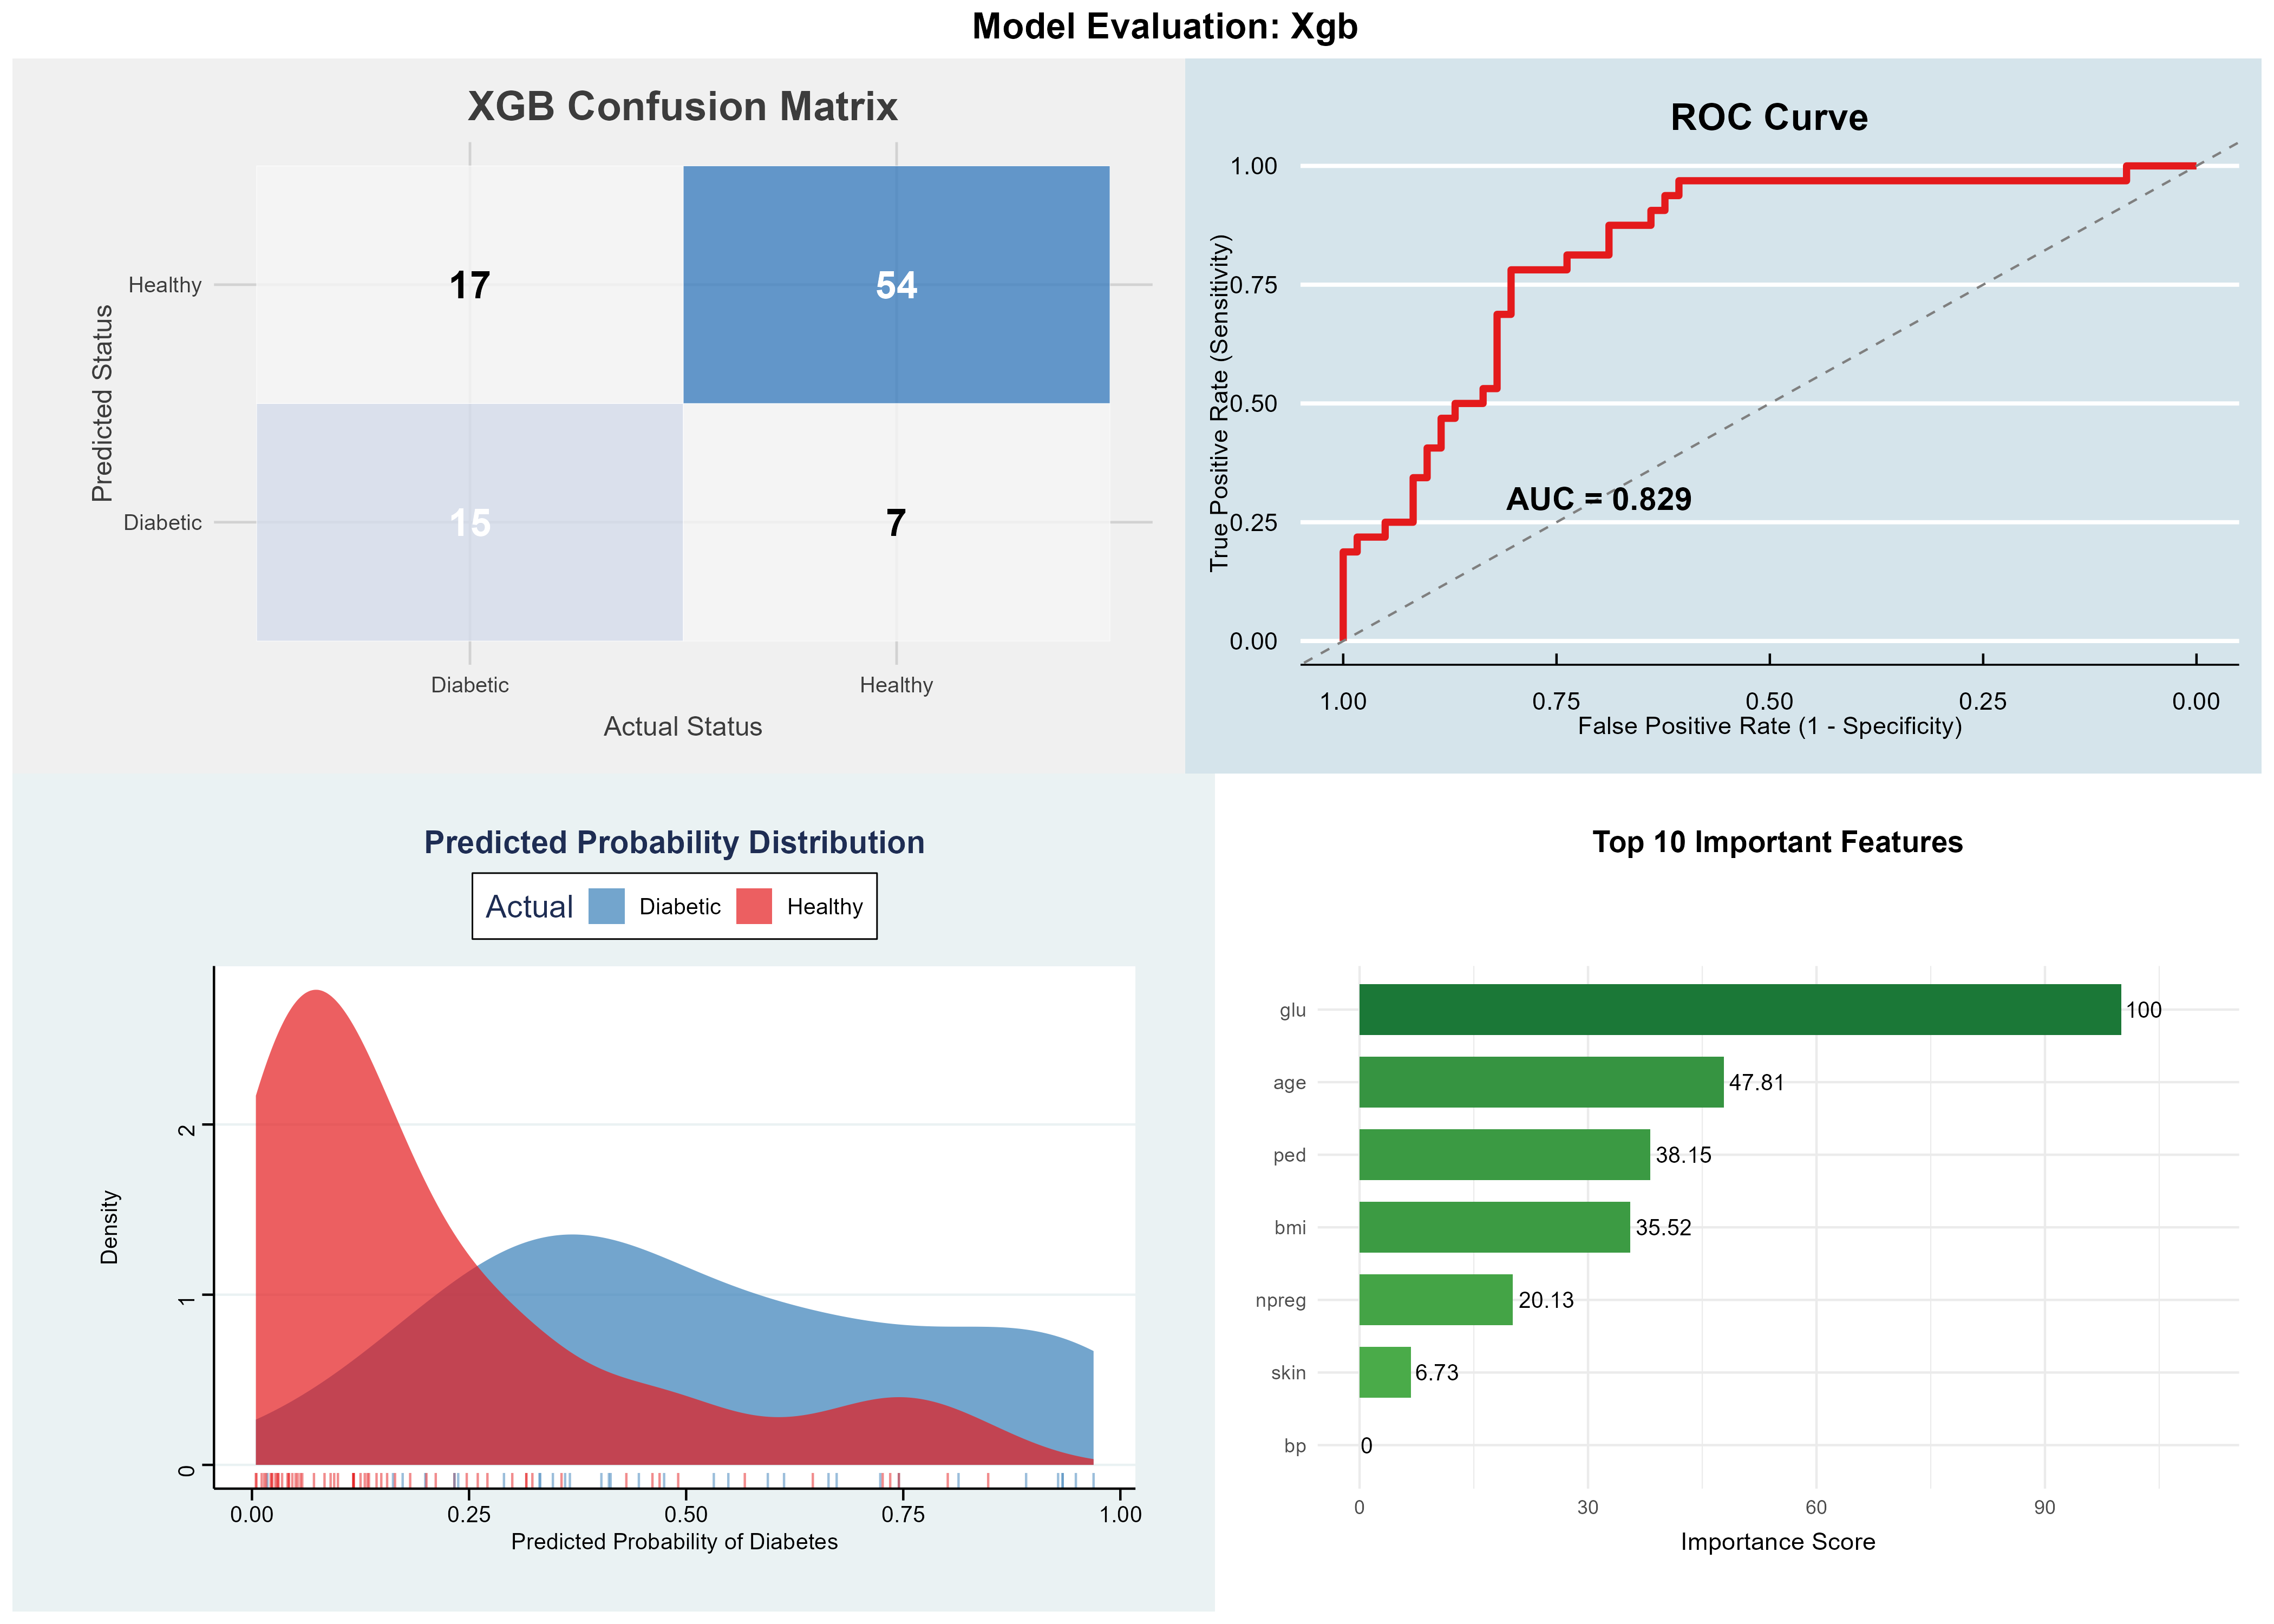 Model Evaluation: Xgb
XGB Confusion Matrix
Predicted Status
Healthy
Diabetic
17
54
15
7
Diabetic
Healthy
Actual Status
ROC Curve
True Positive Rate (Sensitivity)
1.00
0.75
0.50
0.25
0.00
AUC = 0.829
1.00
0.75
0.50
0.25
0.00
False Positive Rate (1 - Specificity)
Predicted Probability Distribution
Actual Diabetic Healthy
Density
2
1
0
0.00
0.25
0.50
0.75
1.00
Predicted Probability of Diabetes
Top 10 Important Features
glu 100
age 47.81
ped 38.15
bmi 35.52
npreg 20.13
skin 6.73
bp 0
0
30
60
90
Importance Score